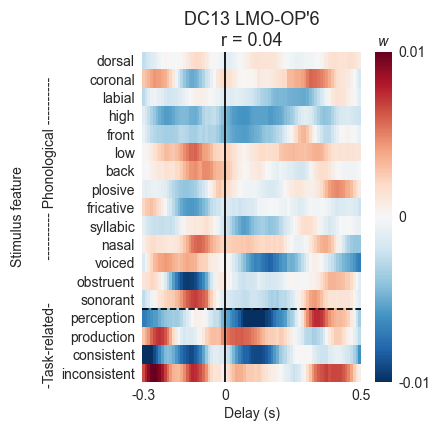 DC13 LMO-OP'6
r = 0.04
w
dorsal
coronal
labial
high
front
low
back
plosive
fricative
syllabic
nasal
voiced
obstruent
sonorant
perception
production
consistent
inconsistent
Stimulus feature
-Task-related- ---------- Phonological ----------
0.01
0
-0.01
-0.3 0 0.5
Delay (s)